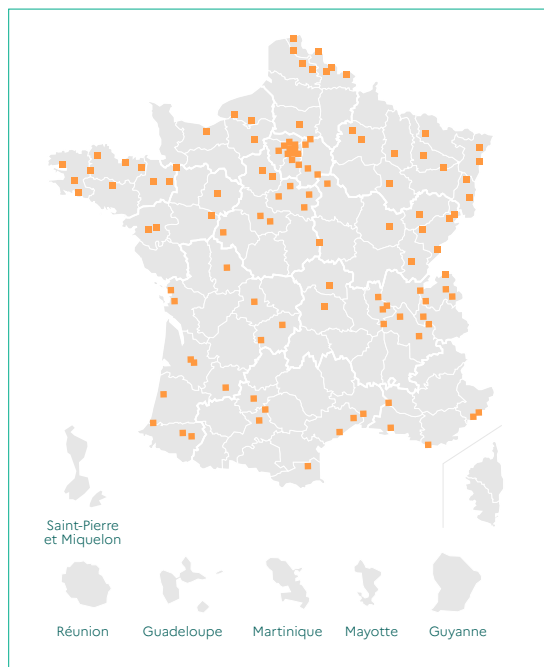 Saint-Pierre
et Miquelon
Réunion
Guadeloupe
Martinique
Mayotte
Guyanne